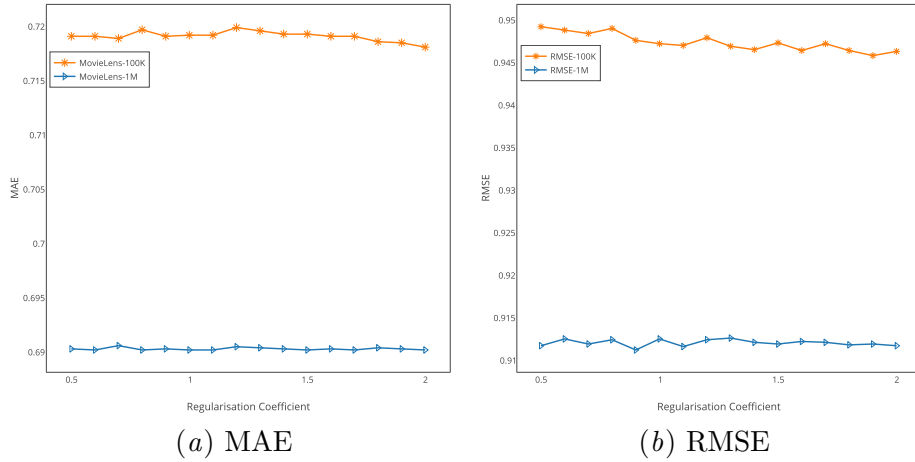 0.72
0.715
0.71
0.705
0.7
0.695
0.69
MAE
MovieLens-100K
MovieLens-1M
0.5
1
1.5
2
Regularisation Coefficient
(a) MAE
0.95
0.945
0.94
0.935
0.93
0.925
0.92
0.915
0.91
RMSE
RMSE-100K
RMSE-1M
0.5
1
1.5
2
Regularisation Coefficient
(b) RMSE